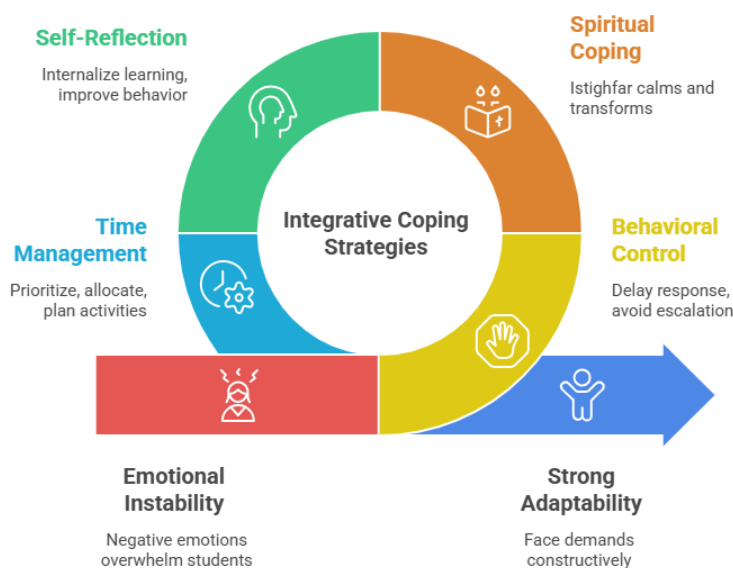 Self-Reflection
Internalize learning,
improve behavior
Spiritual
Coping
Istighfar calms and
transforms
Integrative Coping
Strategies
Time
Management
Prioritize, allocate,
plan activities
Behavioral
Control
Delay response,
avoid escalation
Emotional
Instability
Negative emotions
overwhelm students
Strong
Adaptability
Face demands
constructively